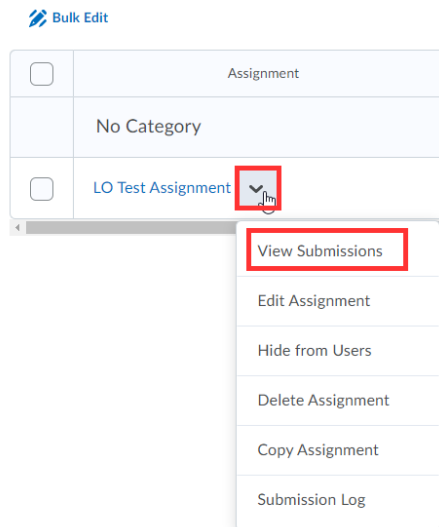 Bulk Edit
Assignment
No Category
LO Test Assignment
View Submissions
Edit Assignment
Hide from Users
Delete Assignment
Copy Assignment
Submission Log